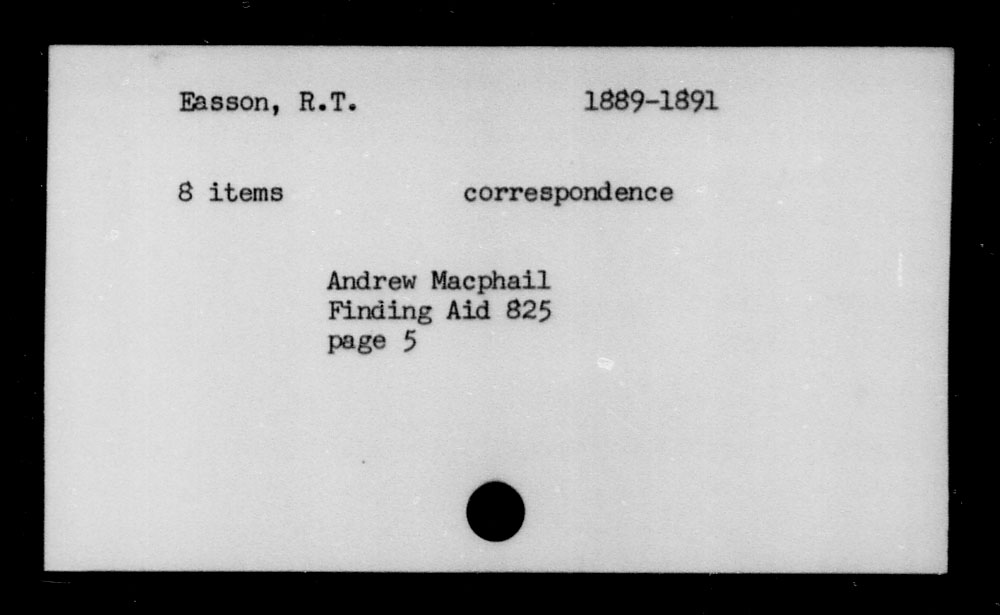 Easson, R.T. 1889-1891
8 items correspondence
Andrew Macphail
Finding Aid 825
page 5